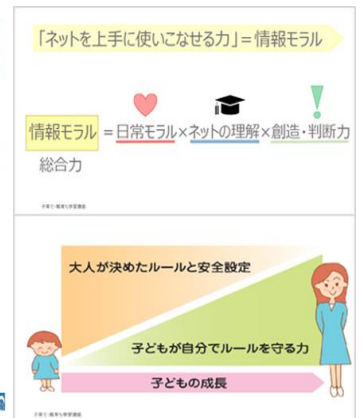 「ネットを上手に使いこなせる力」=情報モラル
情報モラル =日常モラル×ネットの理解×創造・判断力
総合力
大人が決めたルールと安全設定
子どもが自分でルールを守る力
子どもの成長